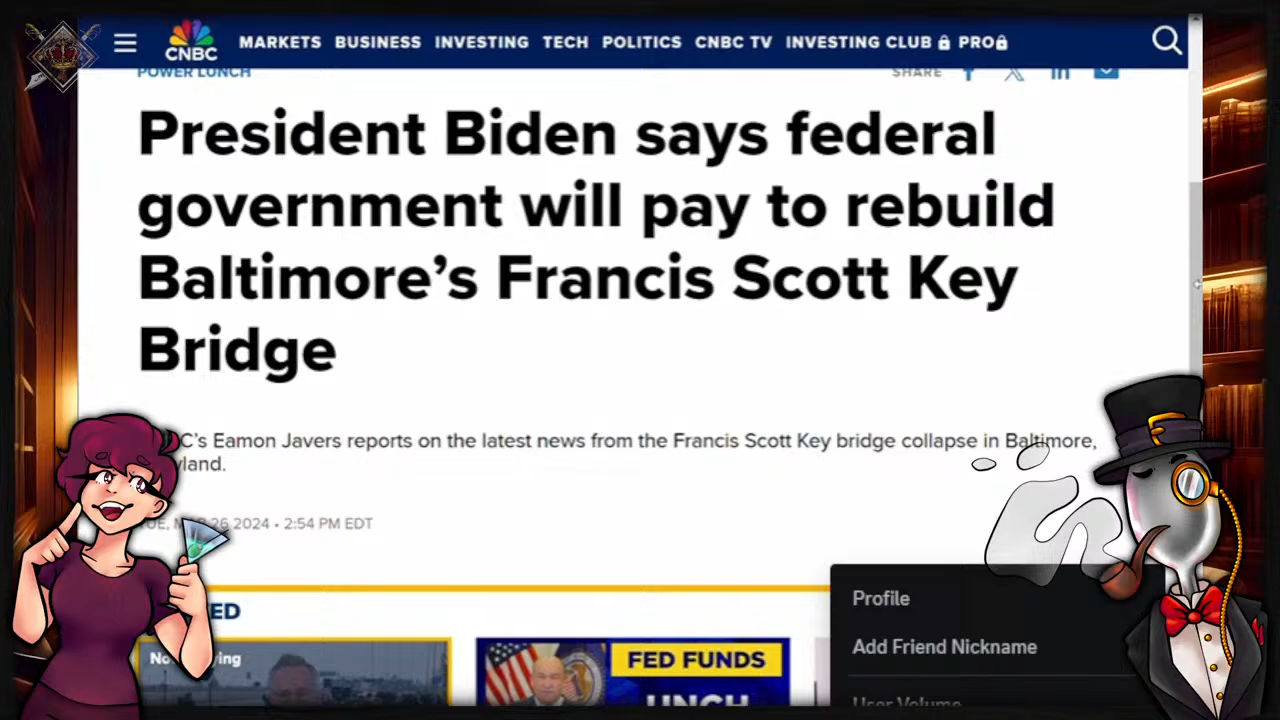 CNBC
MARKETS BUSINESS INVESTING TECH POLITICS CNBC TV INVESTING CLUB PRO
POWER LUNCH
SHARE
President Biden says federal
government will pay to rebuild
Baltimore’s Francis Scott Key
Bridge
C’s Eamon Javers reports on the latest news from the Francis Scott Key bridge collapse in Baltimore,
yland.
26 2024 • 2:54 PM EDT
ED
FED FUNDS
LUNCH
Profile
Add Friend Nickname
User Volume